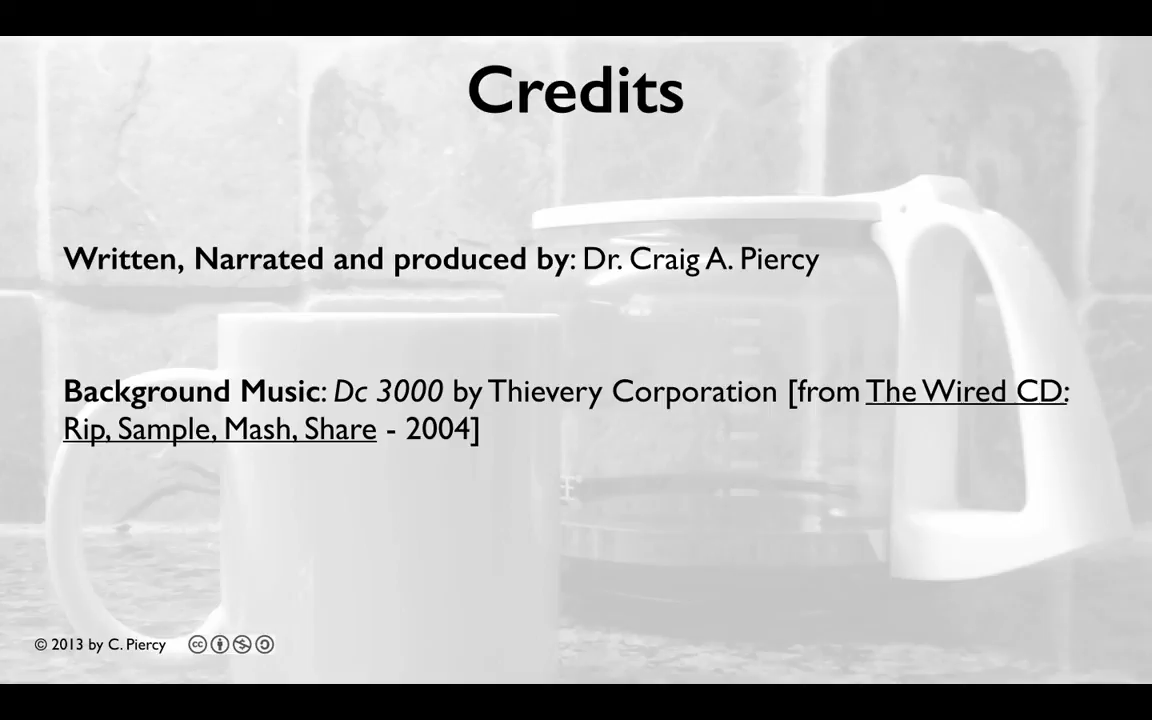 Credits
Written, Narrated and produced by: Dr. Craig A. Piercy
Background Music: Dc 3000 by Thievery Corporation [from The Wired CD:
Rip, Sample, Mash, Share - 2004]
© 2013 by C. Piercy